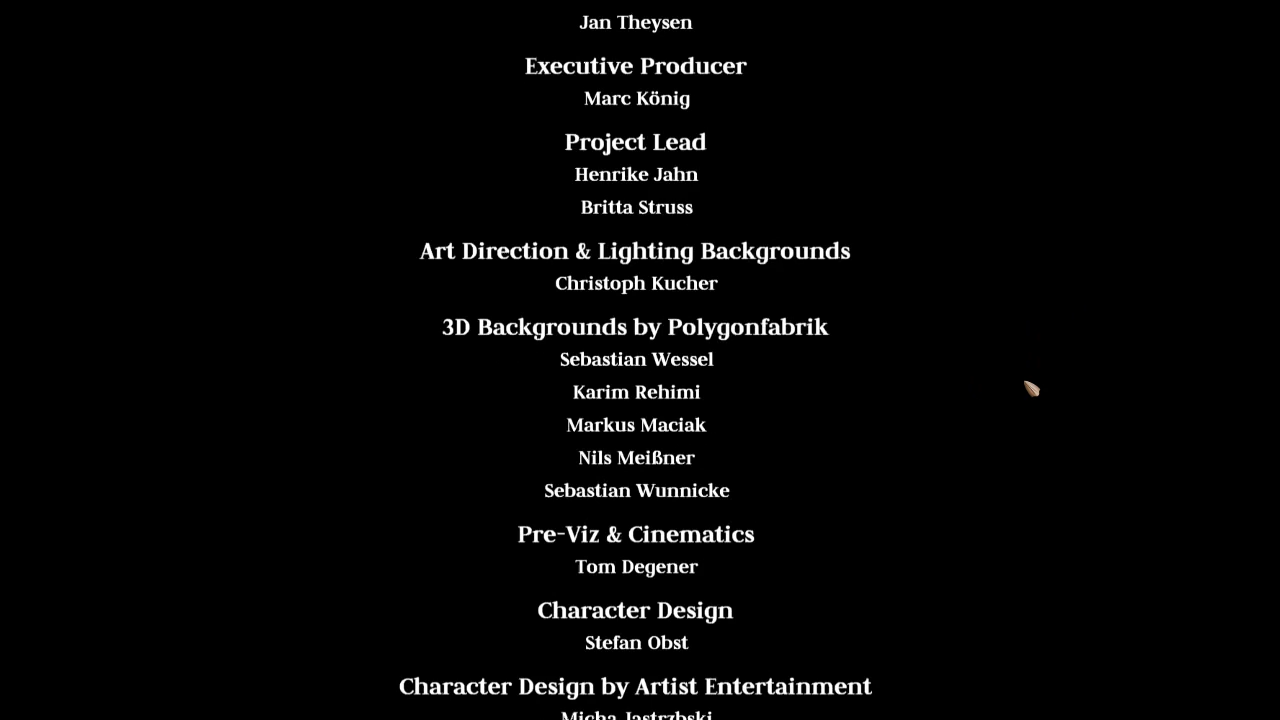 Jan Theysen
Executive Producer
Marc König
Project Lead
Henrike Jahn
Britta Struss
Art Direction & Lighting Backgrounds
Christoph Kucher
3D Backgrounds by Polygonfabrik
Sebastian Wessel
Karim Rehimi
Markus Maciak
Nils Meißner
Sebastian Wunnicke
Pre-Viz & Cinematics
Tom Degener
Character Design
Stefan Obst
Character Design by Artist Entertainment
Micha Jastrzbski